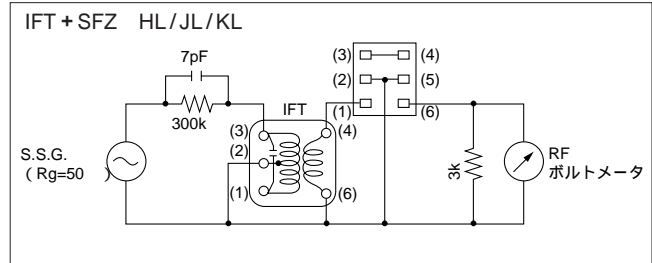 IFT + SFZ HL/JL/KL
7pF
300k
IFT
(3)
(2)
(1)
(4)
(6)
(3)
(4)
(2)
(5)
(1)
(6)
S.S.G.
( Rg=50 )
3k
RF
ボルトメータ